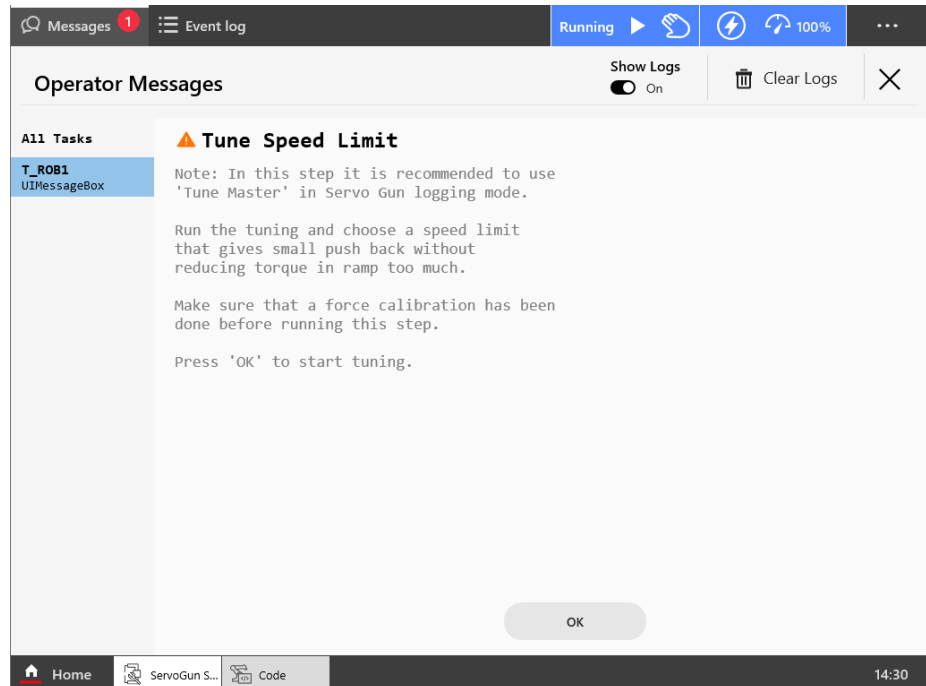 Messages 1
Event log
Running
100%
...
Operator Messages
Show Logs
On
Clear Logs
All Tasks
T_ROB1
UIMessageBox
Tune Speed Limit
Note: In this step it is recommended to use
'Tune Master' in Servo Gun logging mode.
Run the tuning and choose a speed limit
that gives small push back without
reducing torque in ramp too much.
Make sure that a force calibration has been
done before running this step.
Press 'OK' to start tuning.
OK
Home
ServoGun S...
Code
14:30